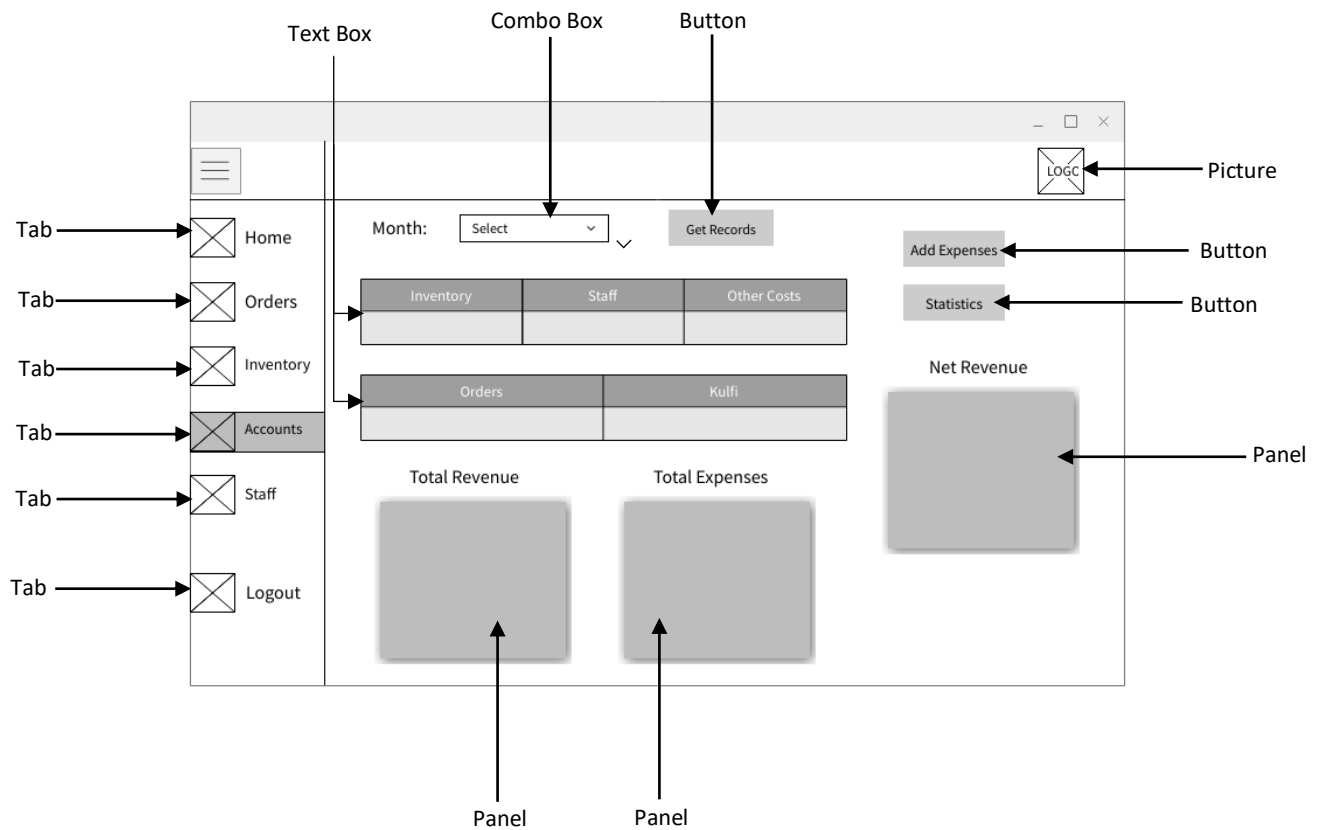 Combo Box
Button
Text Box
LOGC
Picture
Tab
Home
Month:
Select
Get Records
Add Expenses
Button
Tab
Orders
Inventory
Staff
Other Costs
Statistics
Button
Tab
Inventory
Net Revenue
Orders
Kulfi
Tab
Accounts
Panel
Total Revenue
Total Expenses
Tab
Staff
Tab
Logout
Panel
Panel